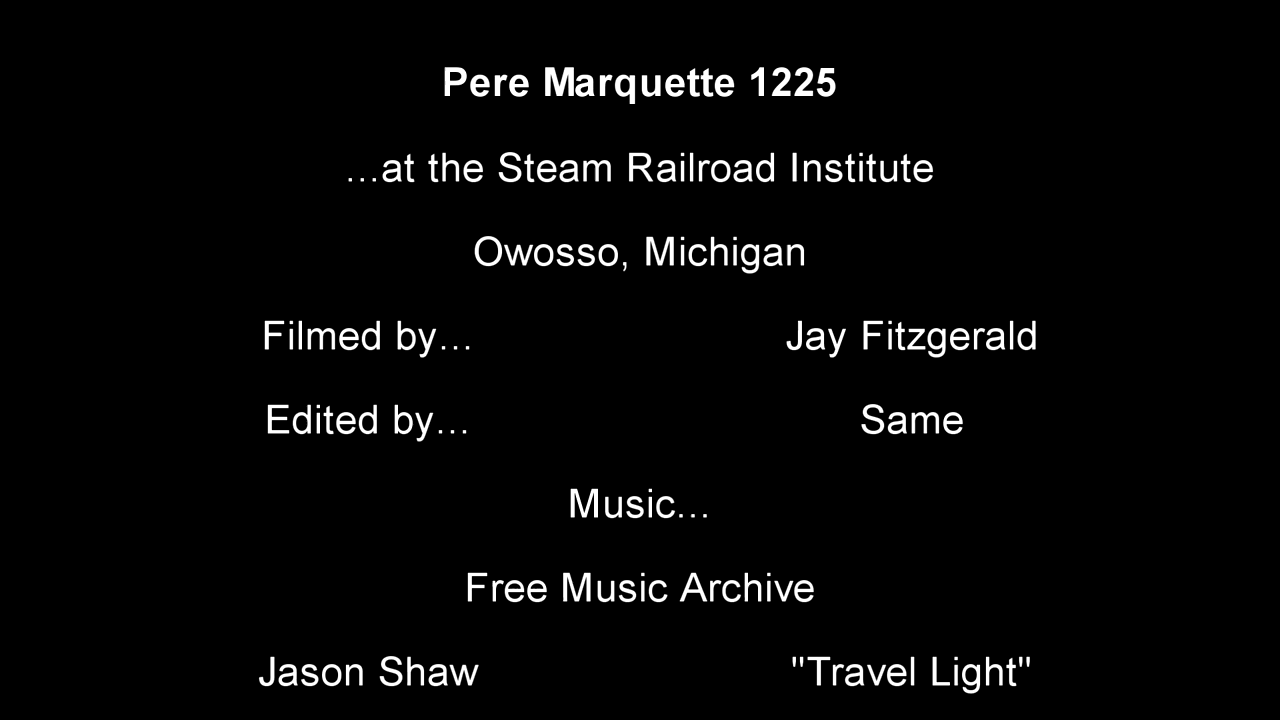 Pere Marquette 1225
...at the Steam Railroad Institute
Owosso, Michigan
Filmed by... Jay Fitzgerald
Edited by... Same
Music...
Free Music Archive
Jason Shaw "Travel Light"